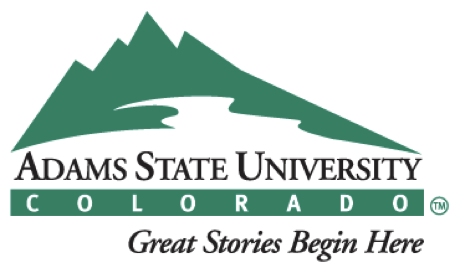 ADAMS STATE UNIVERSITY
COLORADO ™
Great Stories Begin Here